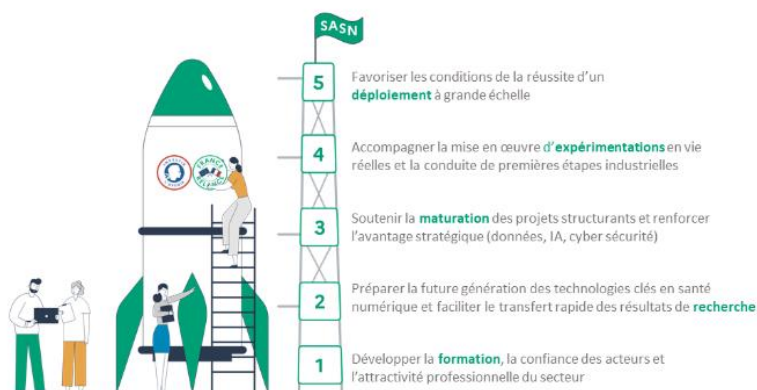 SASN
5
Favoriser les conditions de la réussite d'un
déploiement à grande échelle
4
Accompagner la mise en œuvre d'expérimentations en vie
réelles et la conduite de premières étapes industrielles
FRANCE
RELANCE
3
Soutenir la maturation des projets structurants et renforcer
l'avantage stratégique (données, IA, cyber sécurité)
2
Préparer la future génération des technologies clés en santé
numérique et faciliter le transfert rapide des résultats de recherche
1
Développer la formation, la confiance des acteurs et
l'attractivité professionnelle du secteur